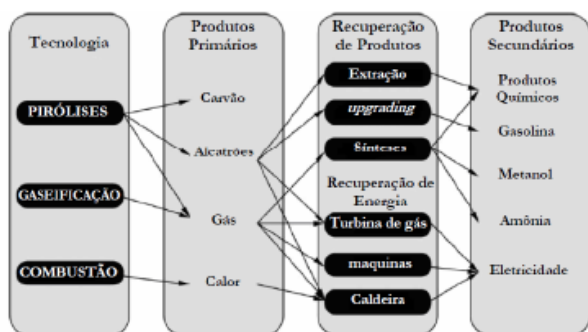 Tecnologia
PIRÓLISES
GASEIFICAÇÃO
COMBUSTÃO
Produtos
Primários
Carvão
Alcatrões
Gás
Calor
Recuperação
de Produtos
Extração
upgrading
Sínteses
Recuperação de
Energia
Turbina de gás
maquinas
Caldeira
Produtos
Secundários
Produtos
Químicos
Gasolina
Metanol
Amônia
Eletricidade